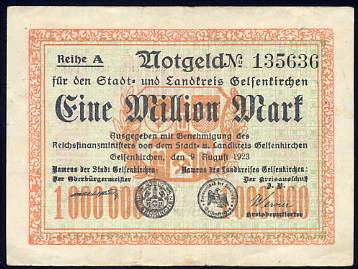 Reihe A Notgeld № 135636
für den Stadt- und Landkreis Gelsenkirchen
Eine Million Mark
Ausgegeben mit Genehmigung des
Reichsfinanzministers von dem Stadt- u. Landkreis Gelsenkirchen
Gelsenkirchen, den 9 August 1923
Namens der Stadt Gelsenkirchen: Namens des Landkreises Gelsenkirchen:
Der Oberbürgermeister Der Kreisausschuß
J. V.
1000000 1000000
Kreisdeputierter